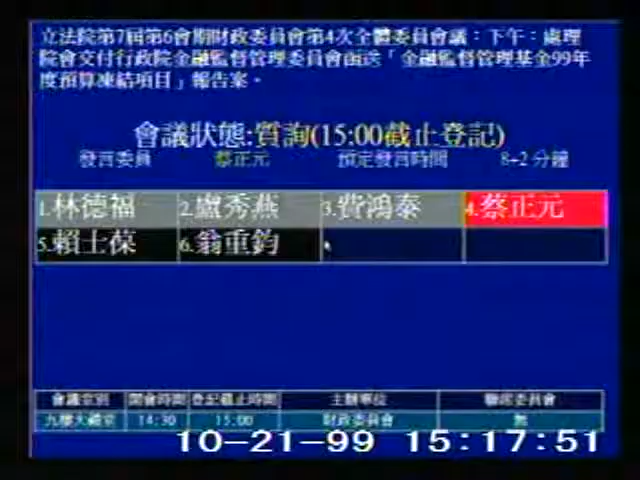 立法院第7屆第6會期財政委員會第4次全體委員會議：下午：處理
院會交付行政院金融監督管理委員會函送「金融監督管理基金99年
度預算凍結項目」報告案。
會議狀態:質詢(15:00截止登記)
發言委員 蔡正元 預定發言時間 8+2分鐘
1.林德福 2.盧秀燕 3.費鴻泰 4.蔡正元
5.賴士葆 6.翁重鈞
會議室別 開會時間 登記截止時間 主辦單位 聯席委員會
九樓大禮堂 14:30 15:00 財政委員會 無
10-21-99 15:17:51